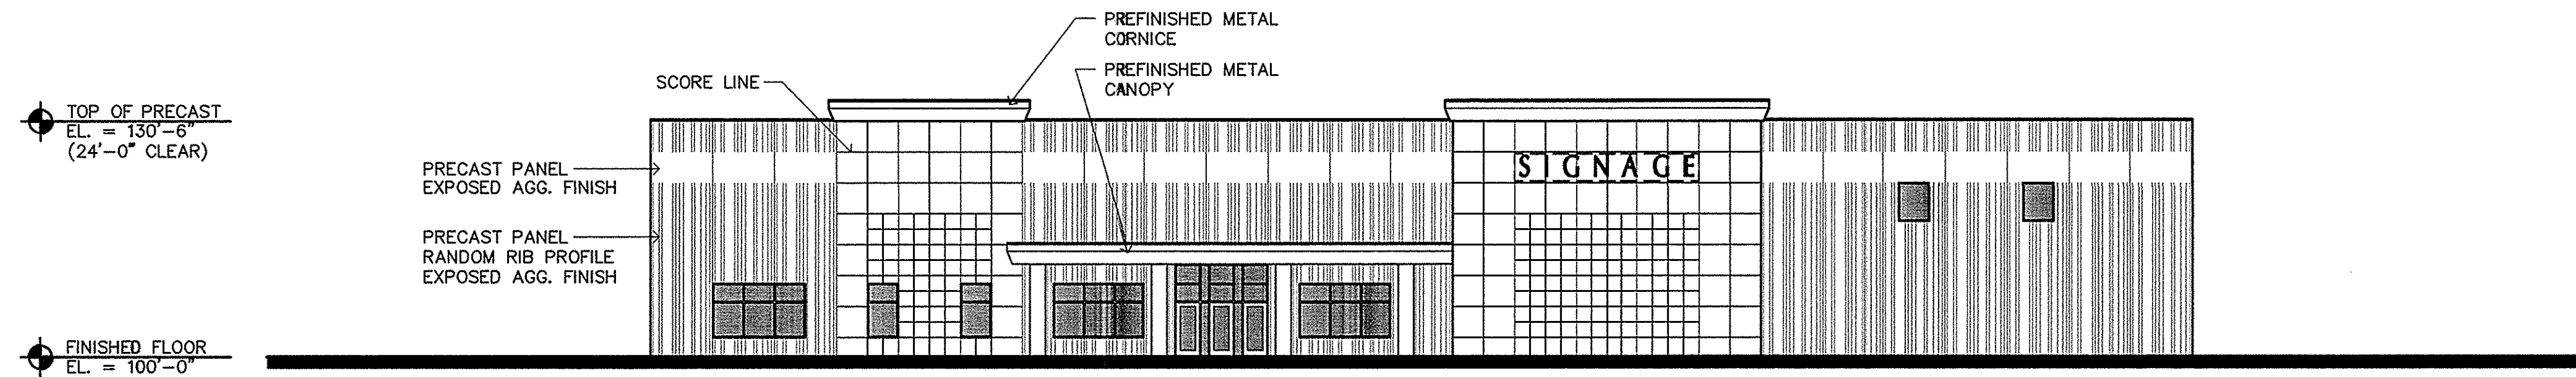 PREFINISHED METAL
CORNICE
PREFINISHED METAL
CANOPY
SCORE LINE
TOP OF PRECAST
EL. = 130'-6"
(24'-0" CLEAR)
PRECAST PANEL
EXPOSED AGG. FINISH
SIGNAGE
PRECAST PANEL
RANDOM RIB PROFILE
EXPOSED AGG. FINISH
FINISHED FLOOR
EL. = 100'-0"